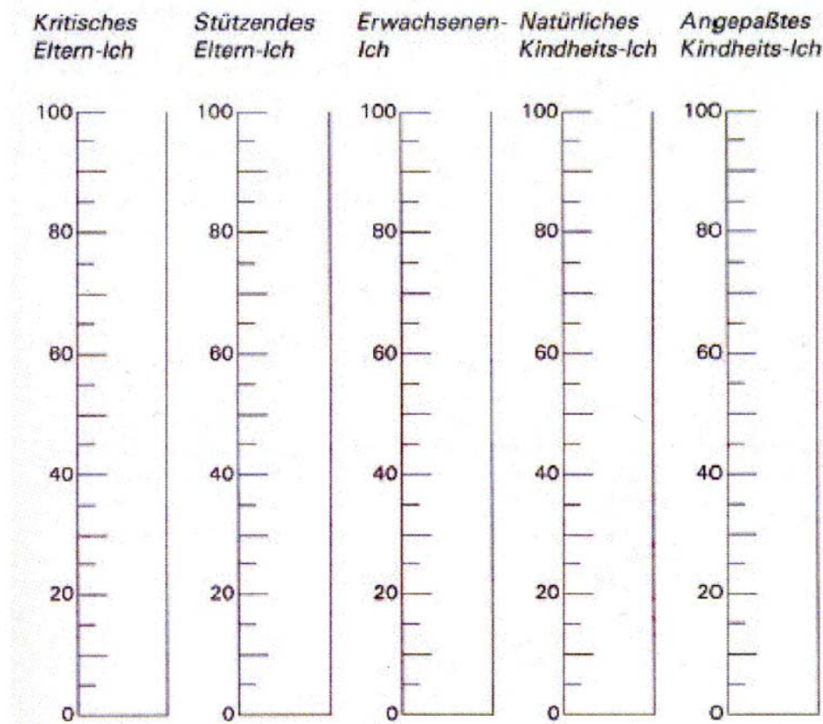 Kritisches Eltern-Ich
Stützendes Eltern-Ich
Erwachsenen-Ich
Natürliches Kindheits-Ich
Angepaßtes Kindheits-Ich
100 100 100 100 100
80 80 80 80 80
60 60 60 60 60
40 40 40 40 40
20 20 20 20 20
0 0 0 0 0